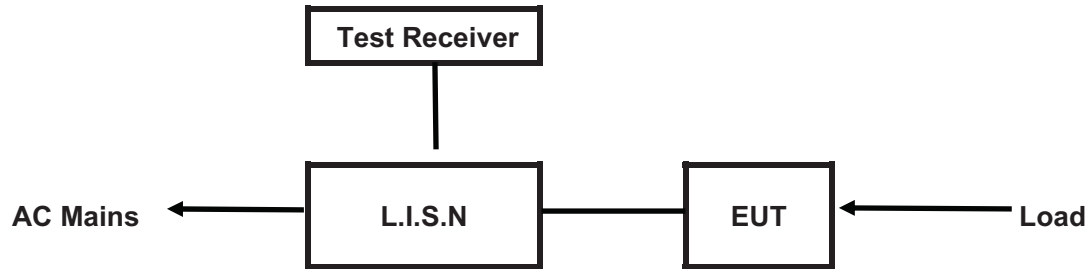 Test Receiver
AC Mains
L.I.S.N
EUT
Load